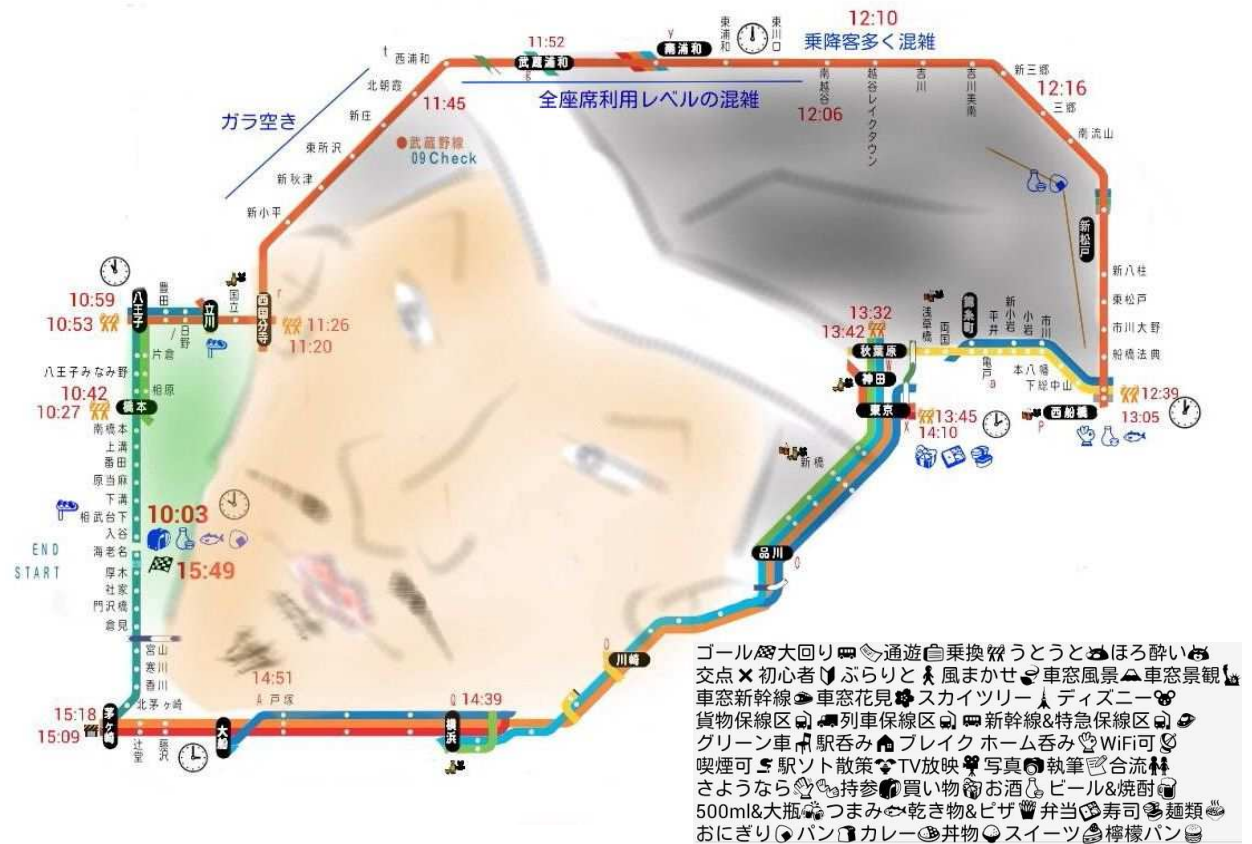 12:10
乗降客多く混雑
11:52
y
東浦和
東川口
t
西浦和
武蔵浦和
南浦和
g
北朝霞
11:45
全座席利用レベルの混雑
南越谷
越谷レイクタウン
吉川
吉川美南
新三郷
12:16
三郷
12:06
南流山
ガラ空き
新庄
●武蔵野線
09Check
東所沢
新秋津
新小平
新松戸
新八柱
東松戸
市川大野
船橋法典
10:59
10:53
八王子
豊田
日野
立川
国立
西国分寺
r
11:26
11:20
片倉
八王子みなみ野
相原
10:42
10:27
橋本
13:32
13:42
浅草橋
両国
錦糸町
平井
新小岩
小岩
市川
秋葉原
W
亀戸
a
本八幡
下総中山
神田
東京
X
13:45
14:10
西船橋
P
12:39
13:05
南橋本
上溝
番田
原当麻
下溝
相武台下
入谷
海老名
厚木
社家
門沢橋
倉見
宮山
寒川
香川
北茅ヶ崎
10:03
15:49
END
START
新橋
品川
Q
川崎
O
14:51
A 戸塚
Q 14:39
横浜
15:18
15:09
茅ヶ崎
辻堂
藤沢
大船
ゴール大回り通遊乗換うとうとほろ酔い
交点初心者ぶらりと風まかせ車窓風景車窓景観
車窓新幹線車窓花見スカイツリーディズニー
貨物保線区列車保線区新幹線&特急保線区
グリーン車駅呑みブレイク ホーム呑みWiFi可
喫煙可駅ソト散策TV放映写真執筆合流
さようなら持参買い物お酒ビール&焼酎
500ml&大瓶つまみ乾き物&ピザ弁当寿司麺類
おにぎりパンカレー丼物スイーツ檸檬パン